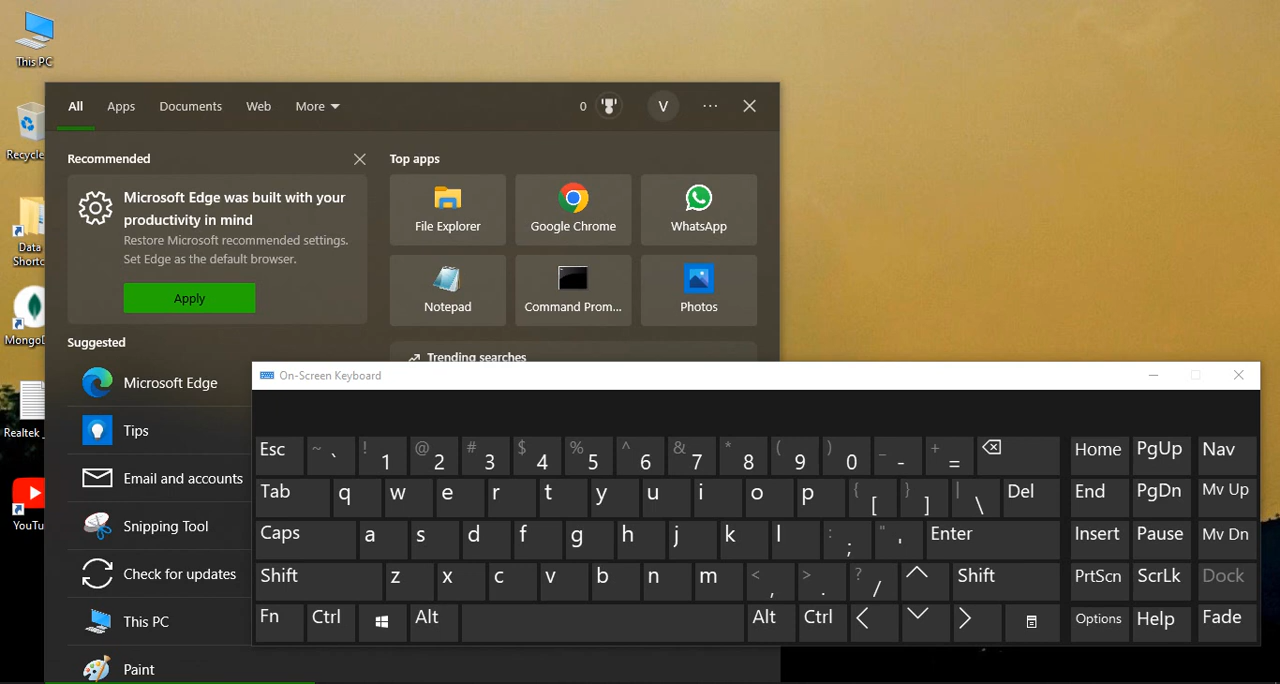 This PC
Recycle
Data
Shortc
MongoD
Realtek
YouTu
All
Apps
Documents
Web
More
0
V
Recommended
Microsoft Edge was built with your
productivity in mind
Restore Microsoft recommended settings.
Set Edge as the default browser.
Apply
Suggested
Microsoft Edge
Tips
Email and accounts
Snipping Tool
Check for updates
This PC
Paint
Top apps
File Explorer
Google Chrome
WhatsApp
Notepad
Command Prom...
Photos
Trending searches
On-Screen Keyboard
Esc ~ ` ! 1 @ 2 # 3 $ 4 % 5 ^ 6 & 7 * 8 ( 9 ) 0 _ - + = Home PgUp Nav
Tab q w e r t y u i o p { [ } ] | \ Del End PgDn Mv Up
Caps a s d f g h j k l : ; " ' Enter Insert Pause Mv Dn
Shift z x c v b n m < , > . ? / Shift PrtScn ScrLk Dock
Fn Ctrl Alt Alt Ctrl Options Help Fade